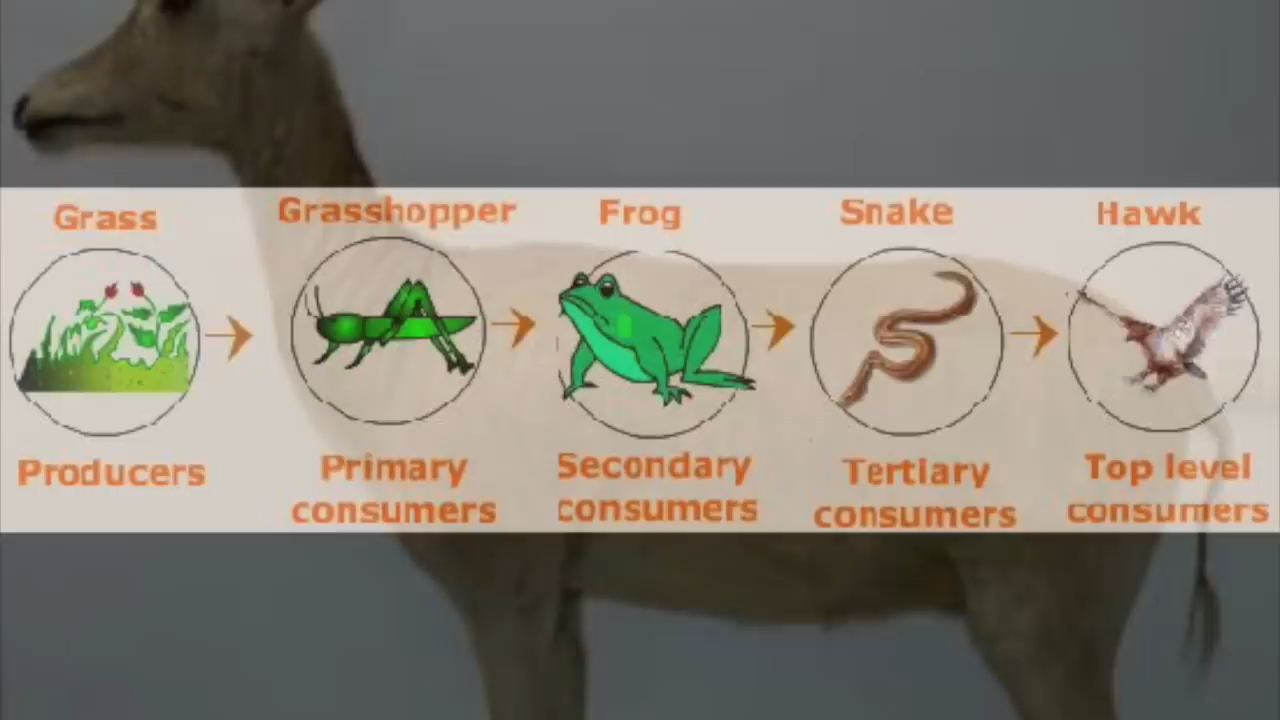 Grass
Grasshopper
Frog
Snake
Hawk
Producers
Primary
consumers
Secondary
consumers
Tertiary
consumers
Top level
consumers